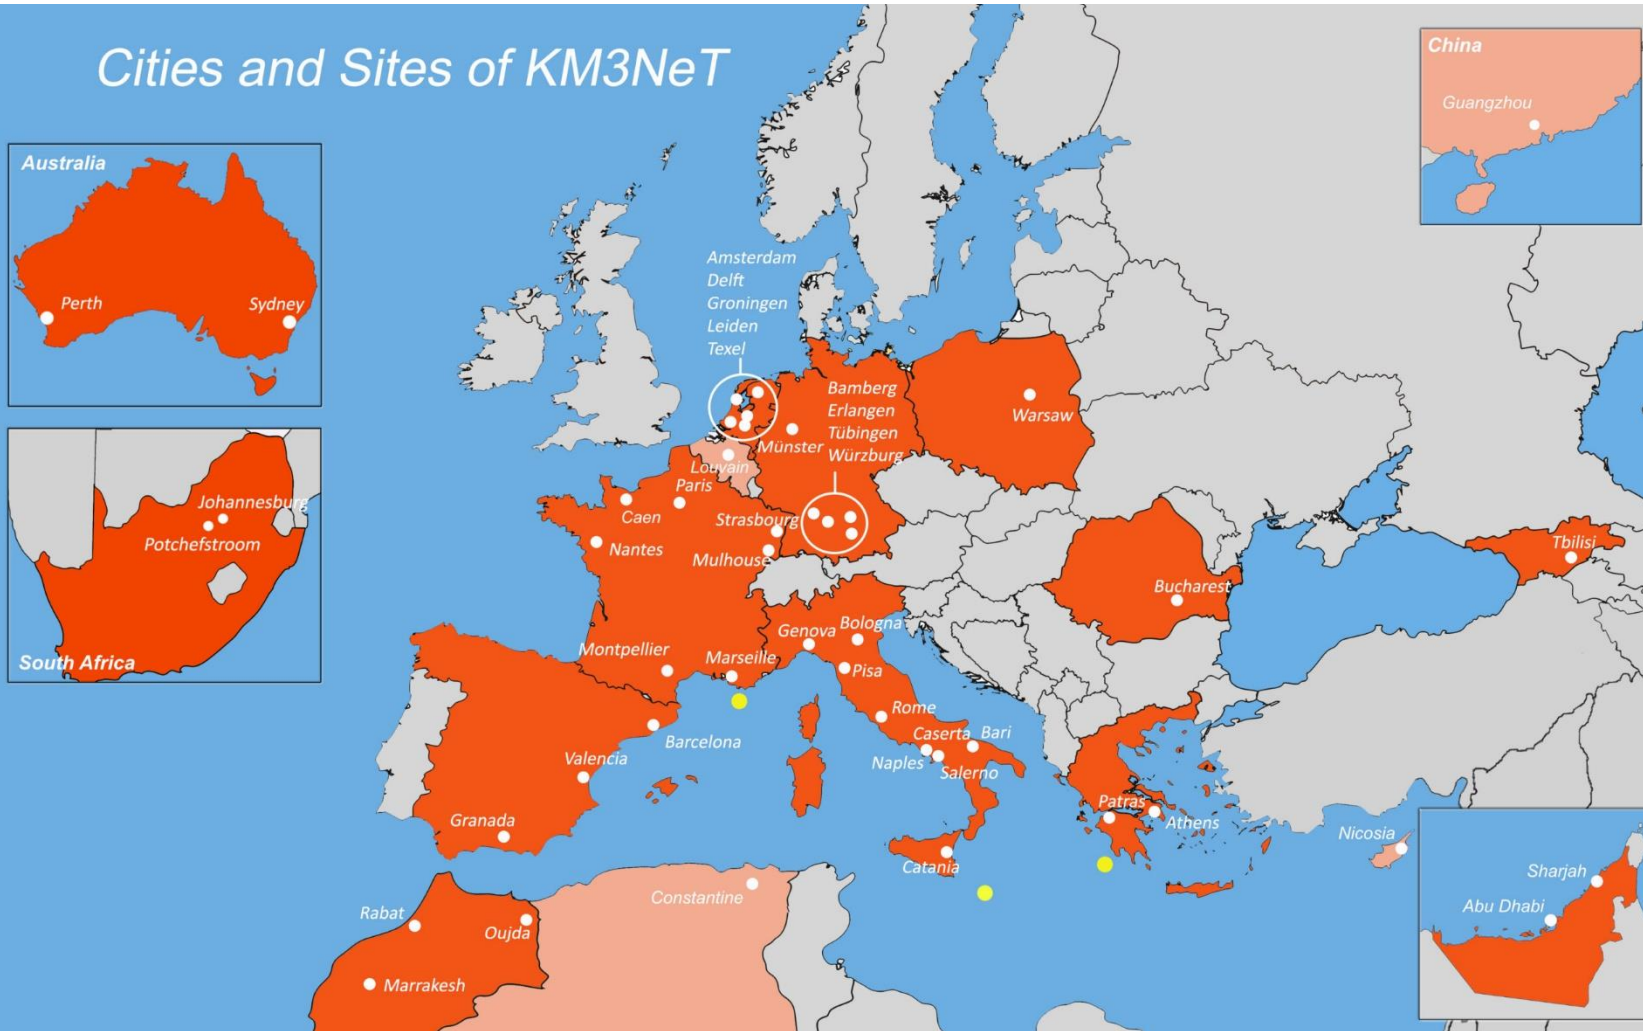 Cities and Sites of KM3NeT
China
Guangzhou
Australia
Perth
Sydney
Amsterdam
Delft
Groningen
Leiden
Texel
Bamberg
Erlangen
Tübingen
Würzburg
Warsaw
Münster
Louvain
Paris
Caen
Strasbourg
Nantes
Mulhouse
Johannesburg
Potchefstroom
South Africa
Tbilisi
Bucharest
Genova
Bologna
Montpellier
Marseille
Pisa
Rome
Barcelona
Caserta
Bari
Valencia
Naples
Salerno
Granada
Patras
Athens
Nicosia
Catania
Sharjah
Constantine
Abu Dhabi
Rabat
Oujda
Marrakesh